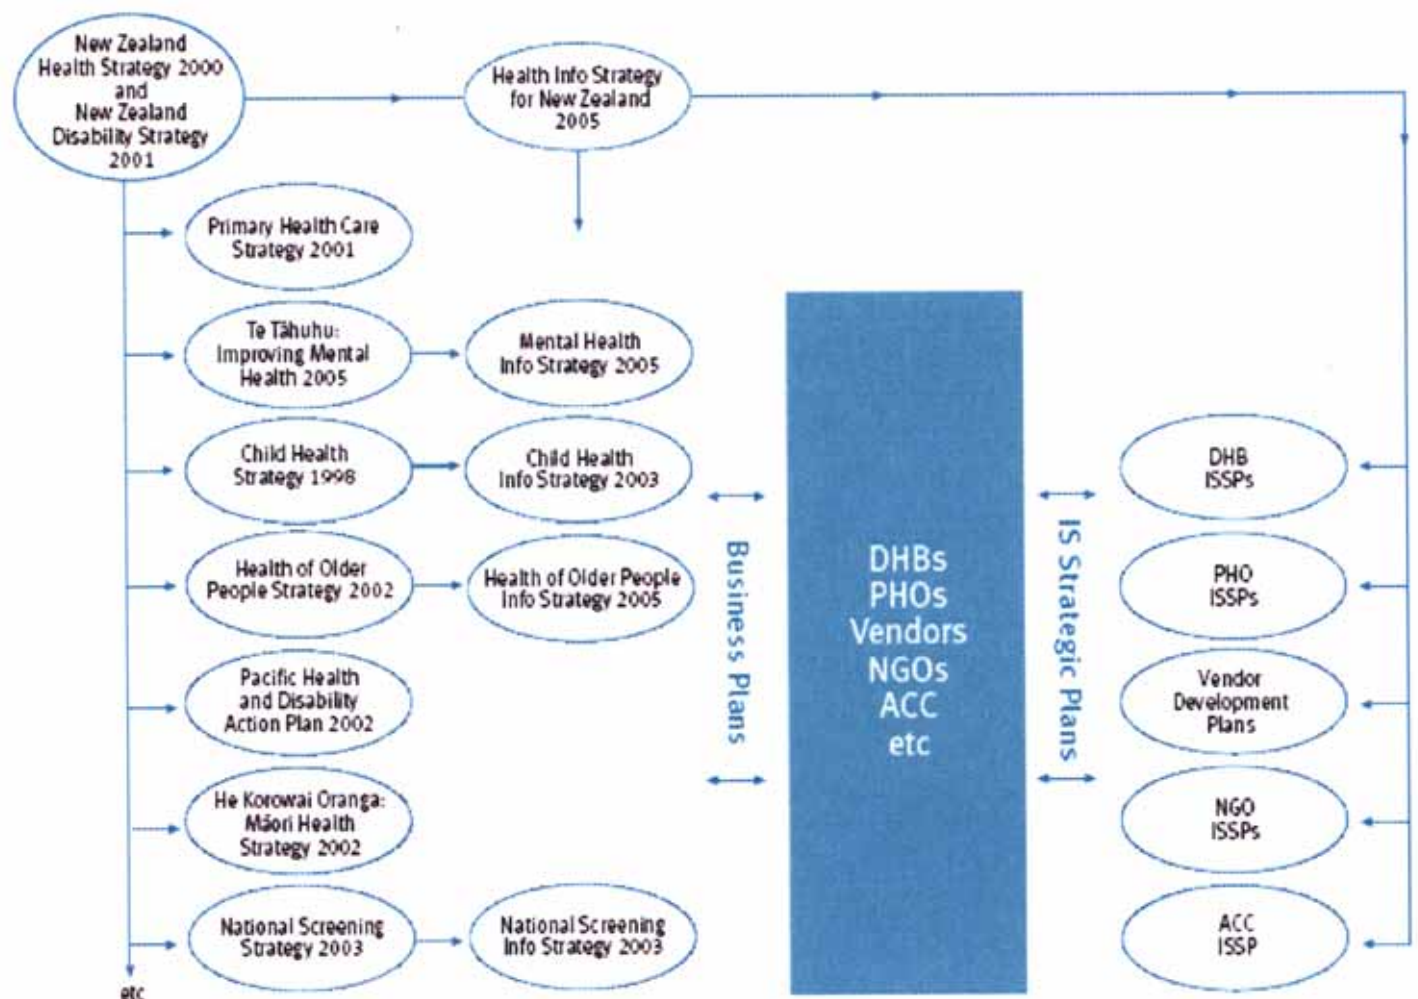 New Zealand
Health Strategy 2000
and
New Zealand
Disability Strategy
2001
Health Info Strategy
for New Zealand
2005
Primary Health Care
Strategy 2001
Te Tāhuhu:
Improving Mental
Health 2005
Mental Health
Info Strategy 2005
Child Health
Strategy 1998
Child Health
Info Strategy 2003
Health of Older
People Strategy 2002
Health of Older People
Info Strategy 2005
Pacific Health
and Disability
Action Plan 2002
He Korowai Oranga:
Māori Health
Strategy 2002
National Screening
Strategy 2003
National Screening
Info Strategy 2003
etc
Business Plans
DHBs
PHOs
Vendors
NGOs
ACC
etc
IS Strategic Plans
DHB
ISSPs
PHO
ISSPs
Vendor
Development
Plans
NGO
ISSPs
ACC
ISSP